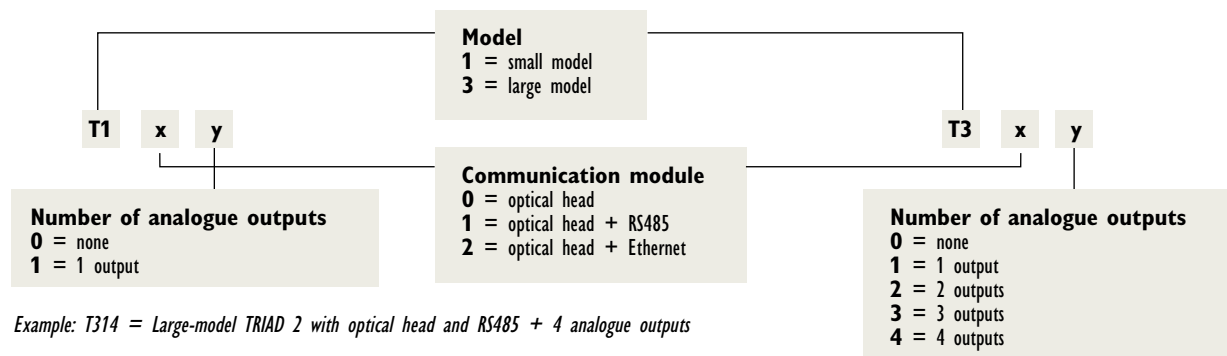 Model
1 = small model
3 = large model
T1 x y
T3 x y
Communication module
0 = optical head
1 = optical head + RS485
2 = optical head + Ethernet
Number of analogue outputs
0 = none
1 = 1 output
Number of analogue outputs
0 = none
1 = 1 output
2 = 2 outputs
3 = 3 outputs
4 = 4 outputs
Example: T314 = Large-model TRIAD 2 with optical head and RS485 + 4 analogue outputs